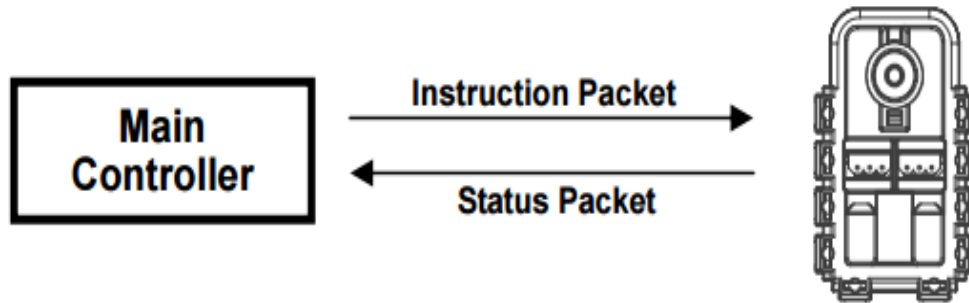 Main
Controller
Instruction Packet
Status Packet